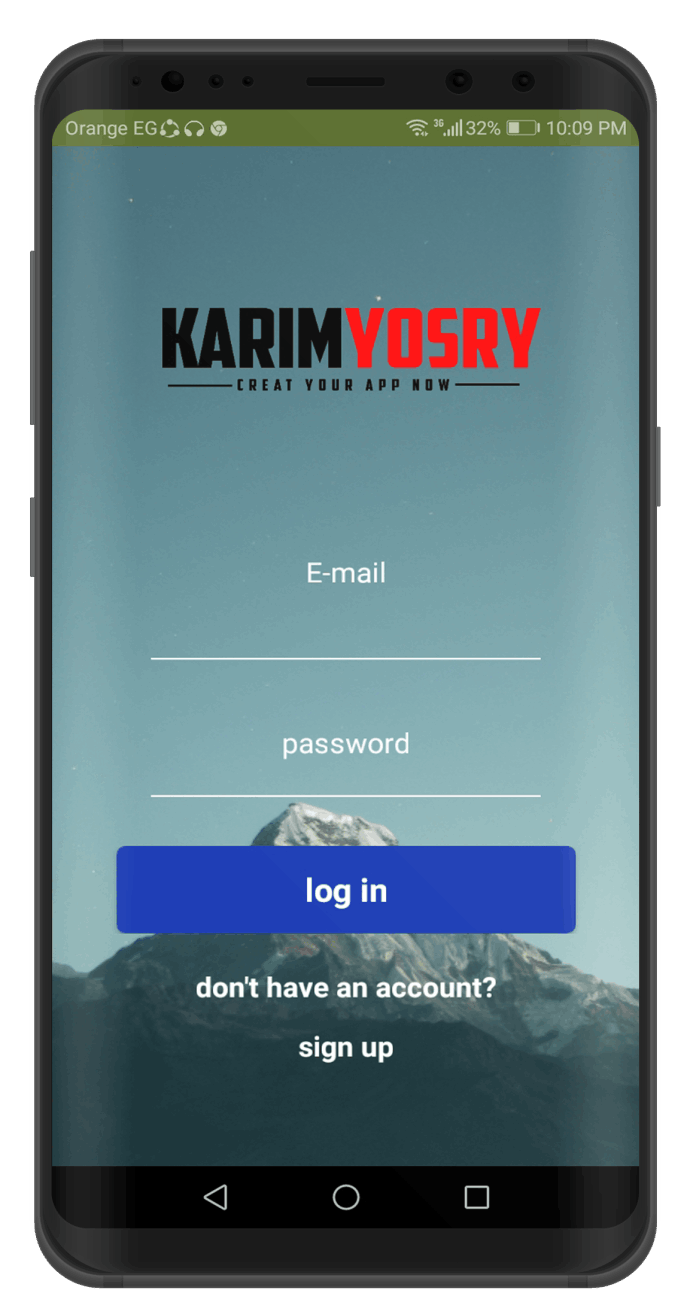 Orange EG 3G 32% 10:09 PM
KARIMYOSRY
CREAT YOUR APP NOW
E-mail
password
log in
don't have an account?
sign up